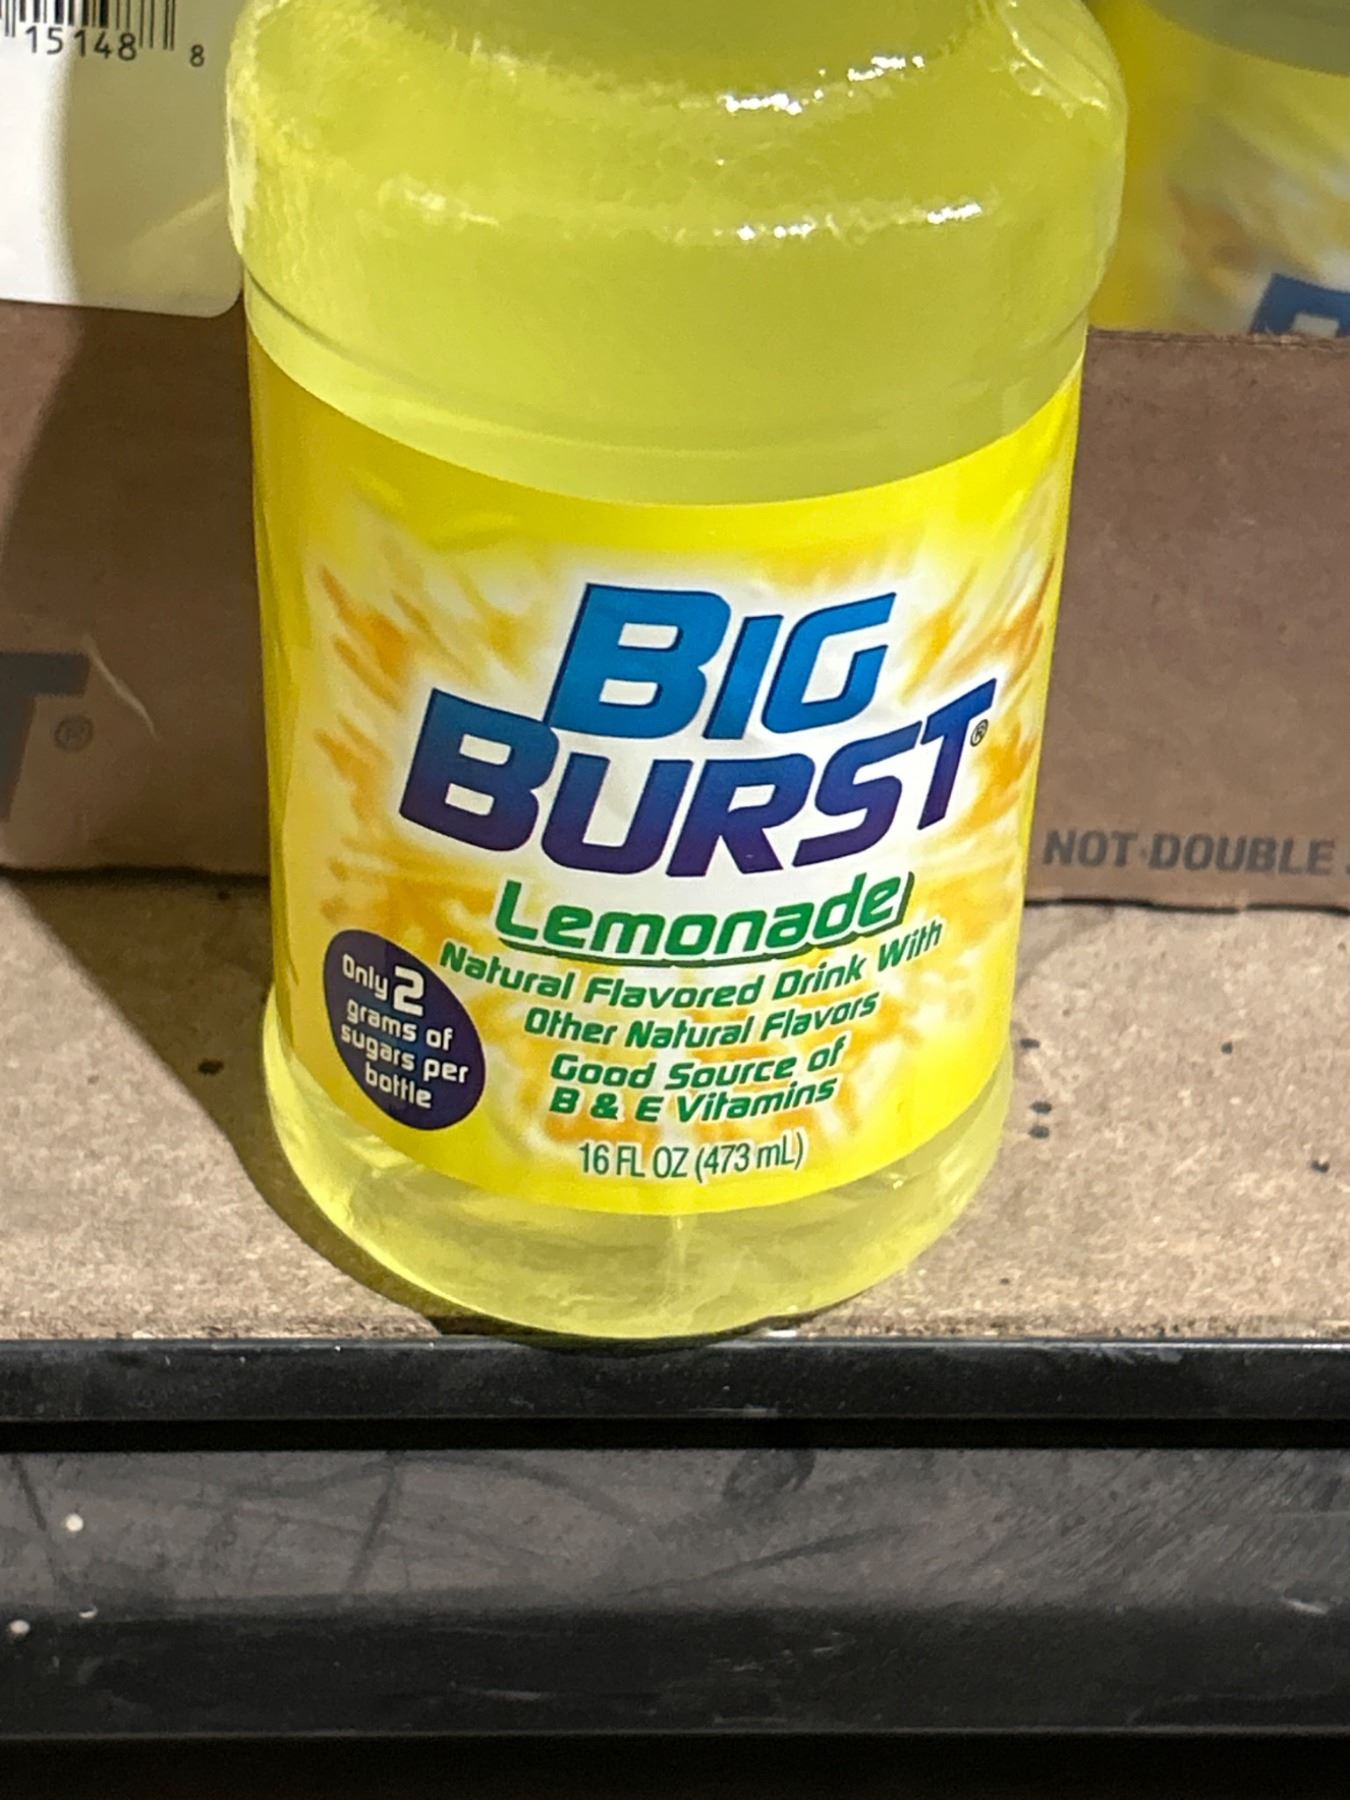 15148 8
BIG
BURST®
Lemonade
Natural Flavored Drink With
Other Natural Flavors
Good Source of
B & E Vitamins
16 FL OZ (473 mL)
Only 2
grams of
sugars per
bottle
T®
NOT DOUBLE